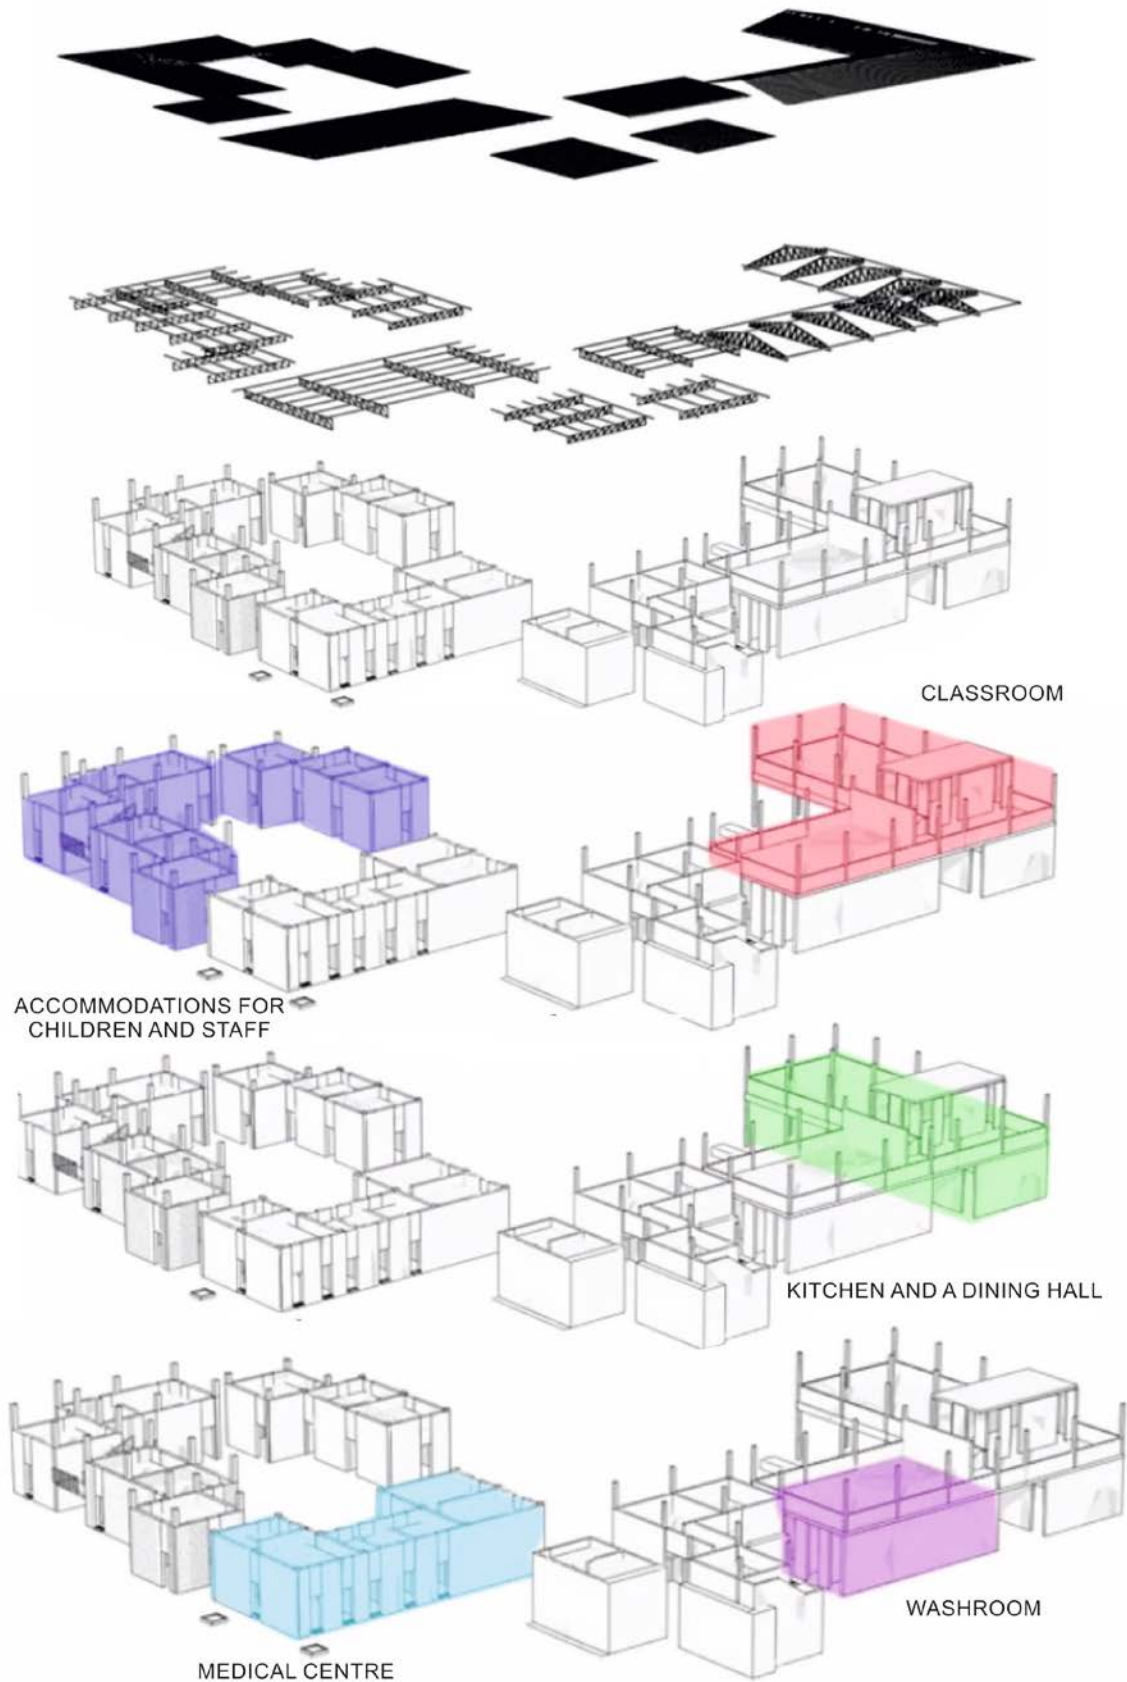 CLASSROOM
ACCOMMODATIONS FOR
CHILDREN AND STAFF
KITCHEN AND A DINING HALL
WASHROOM
MEDICAL CENTRE